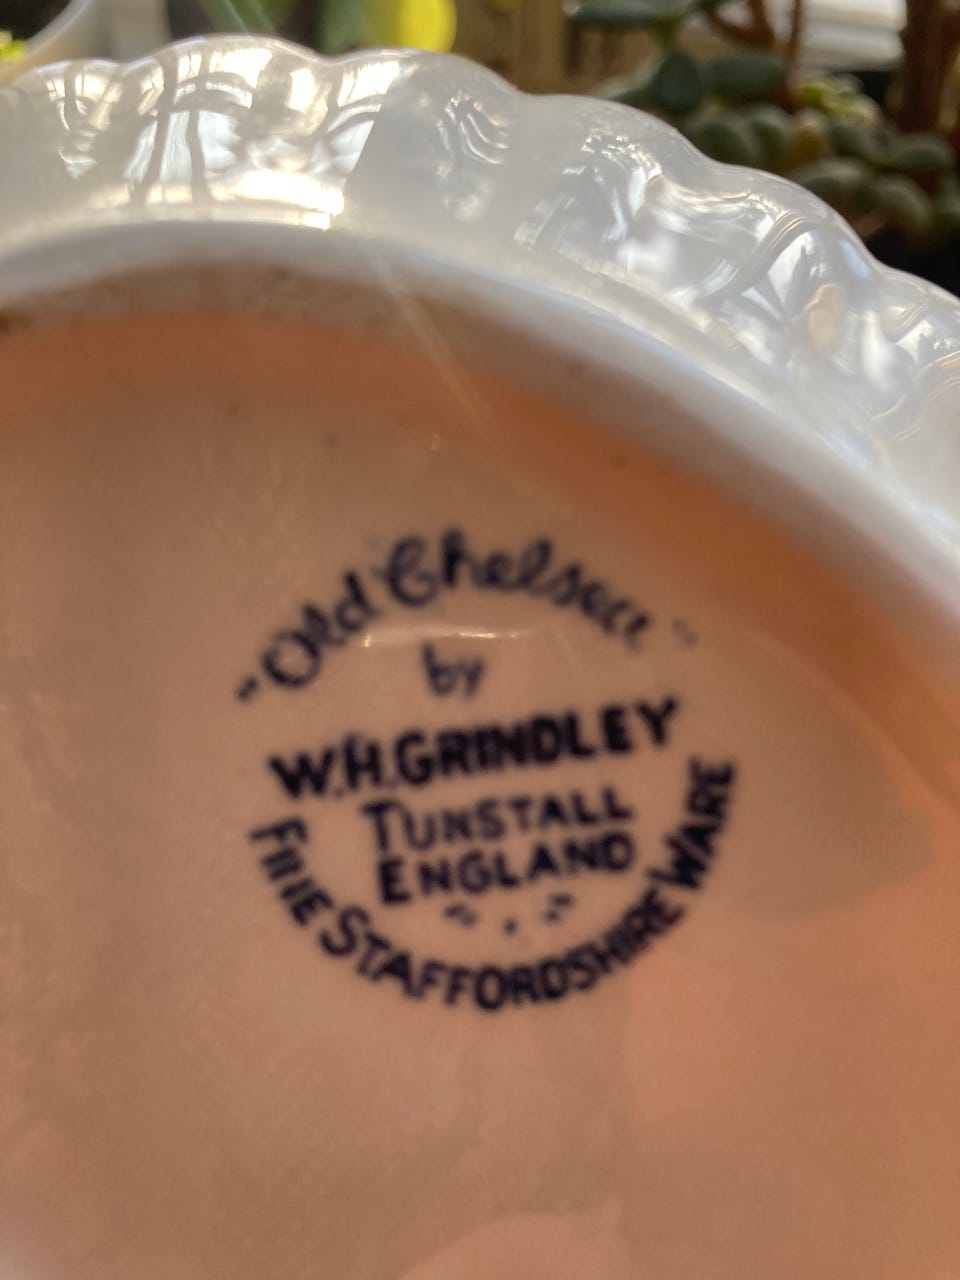 "Old Chelsea"
by
W.H. GRINDLEY
TUNSTALL
ENGLAND
FINE STAFFORDSHIRE WARE